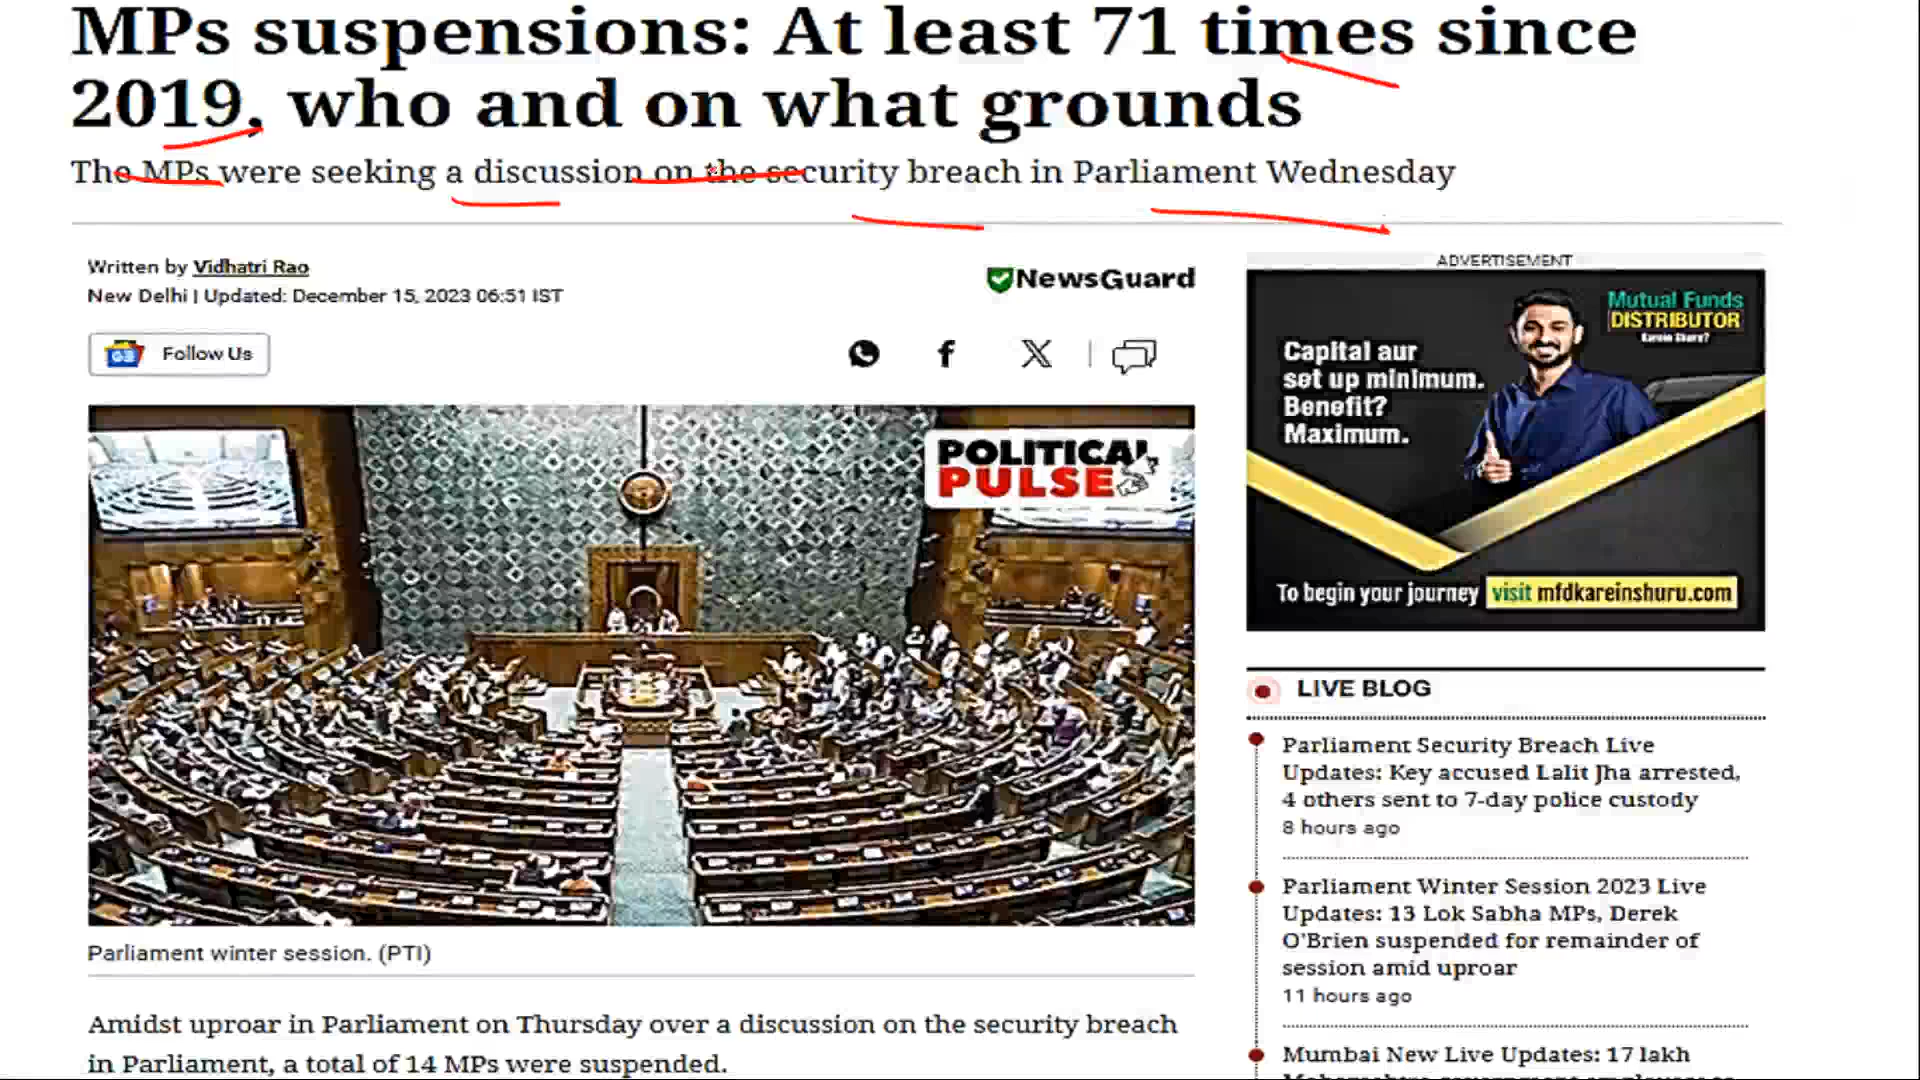 MPs suspensions: At least 71 times since
2019, who and on what grounds
The MPs were seeking a discussion on the security breach in Parliament Wednesday
Written by Vidhatri Rao
New Delhi | Updated: December 15, 2023 06:51 IST
NewsGuard
Follow Us
POLITICAL
PULSE
Parliament winter session. (PTI)
Amidst uproar in Parliament on Thursday over a discussion on the security breach
in Parliament, a total of 14 MPs were suspended.
ADVERTISEMENT
Mutual Funds
DISTRIBUTOR
Karein Shuru?
Capital aur
set up minimum.
Benefit?
Maximum.
To begin your journey visit mfdkareinshuru.com
LIVE BLOG
Parliament Security Breach Live
Updates: Key accused Lalit Jha arrested,
4 others sent to 7-day police custody
8 hours ago
Parliament Winter Session 2023 Live
Updates: 13 Lok Sabha MPs, Derek
O'Brien suspended for remainder of
session amid uproar
11 hours ago
Mumbai New Live Updates: 17 lakh